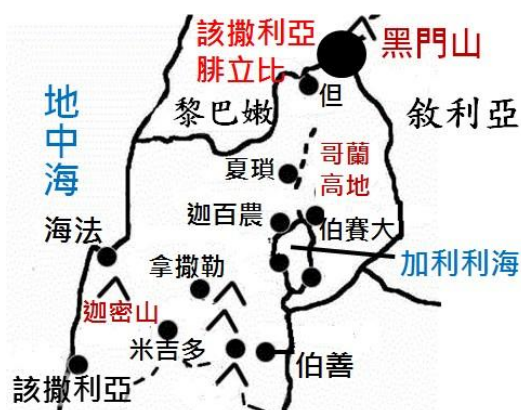 該撒利亞
腓立比
黑門山
但
黎巴嫩
敘利亞
地中海
夏瑣
哥蘭
高地
迦百農
伯賽大
海法
拿撒勒
加利利海
迦密山
米吉多
伯善
該撒利亞